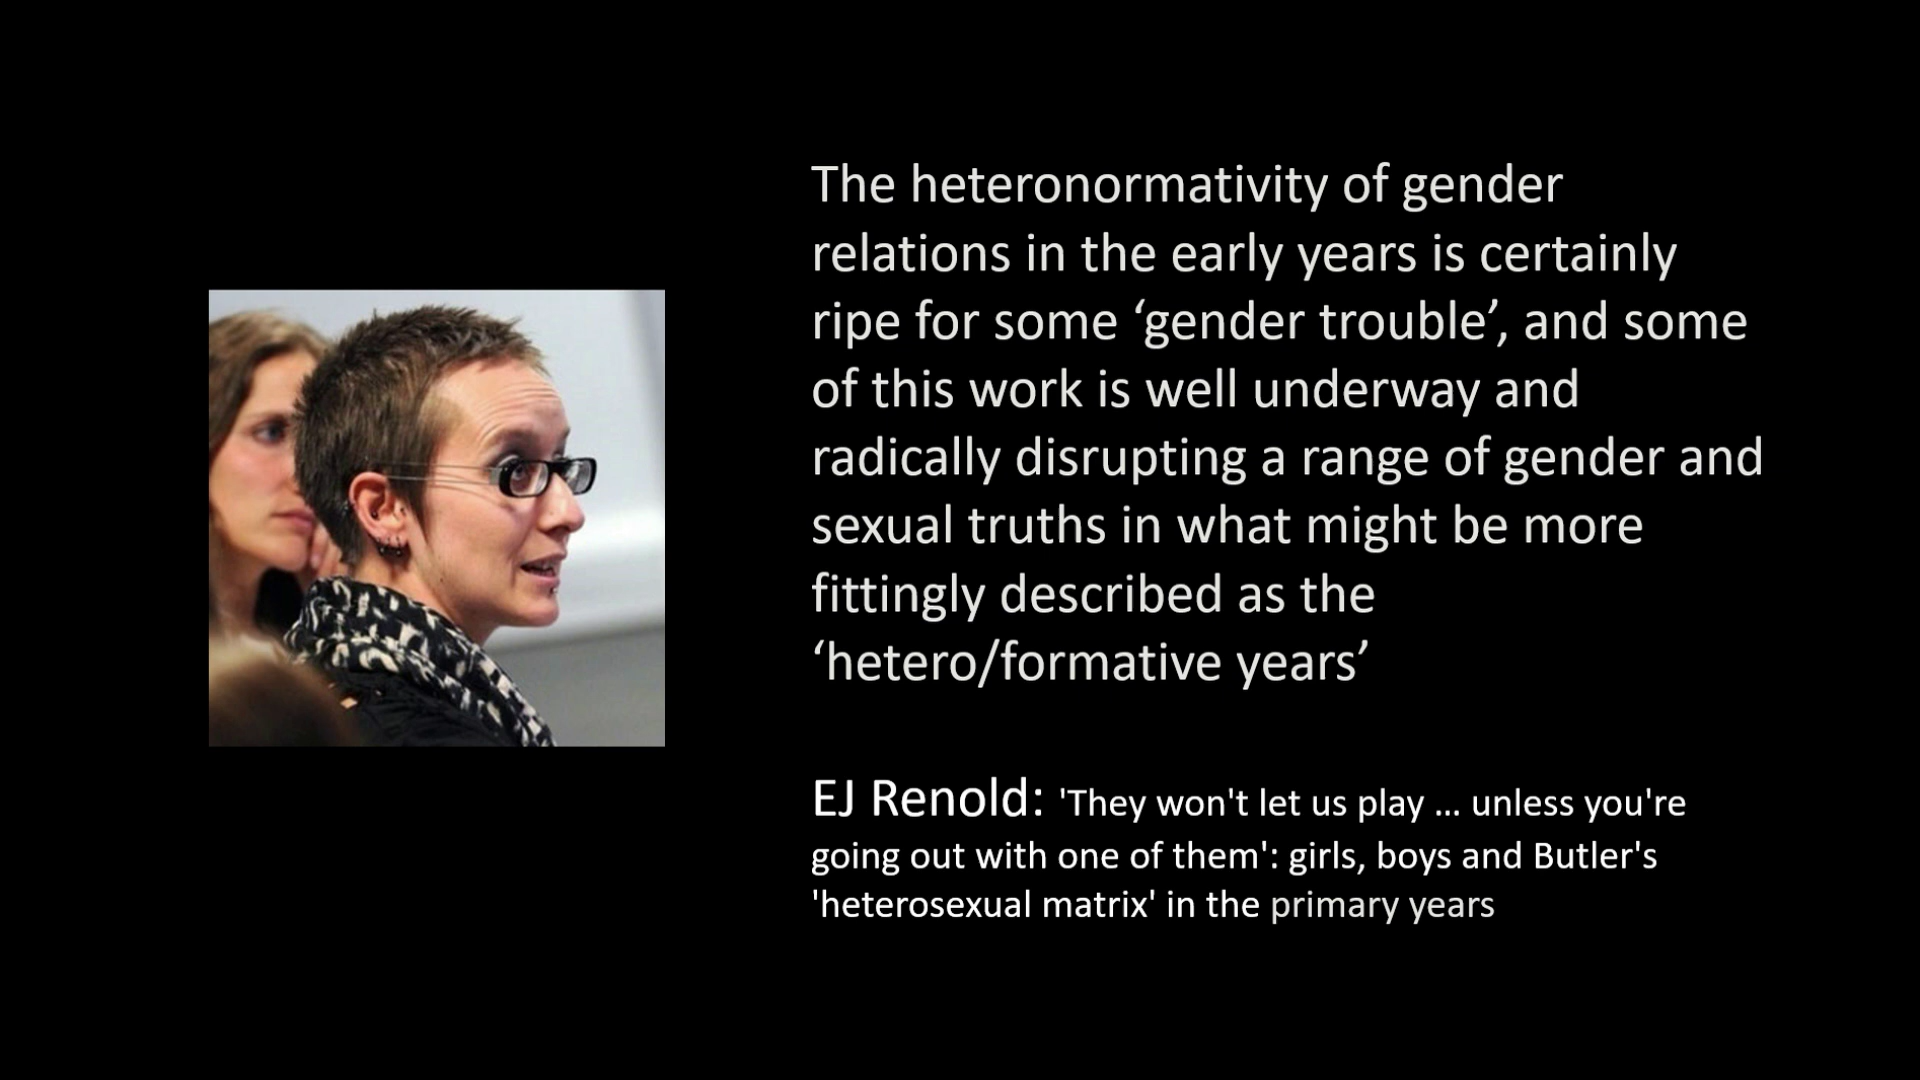 The heteronormativity of gender
relations in the early years is certainly
ripe for some ‘gender trouble’, and some
of this work is well underway and
radically disrupting a range of gender and
sexual truths in what might be more
fittingly described as the
‘hetero/formative years’
EJ Renold: 'They won't let us play ... unless you're
going out with one of them': girls, boys and Butler's
'heterosexual matrix' in the primary years